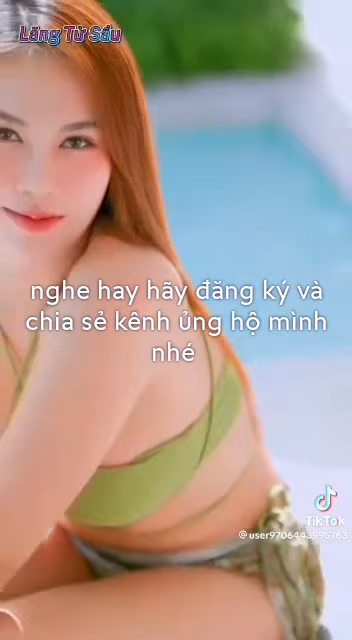 Lãng Tử Sầu
nghe hay hãy đăng ký và
chia sẻ kênh ủng hộ mình
nhé
TikTok
@user9706443995763